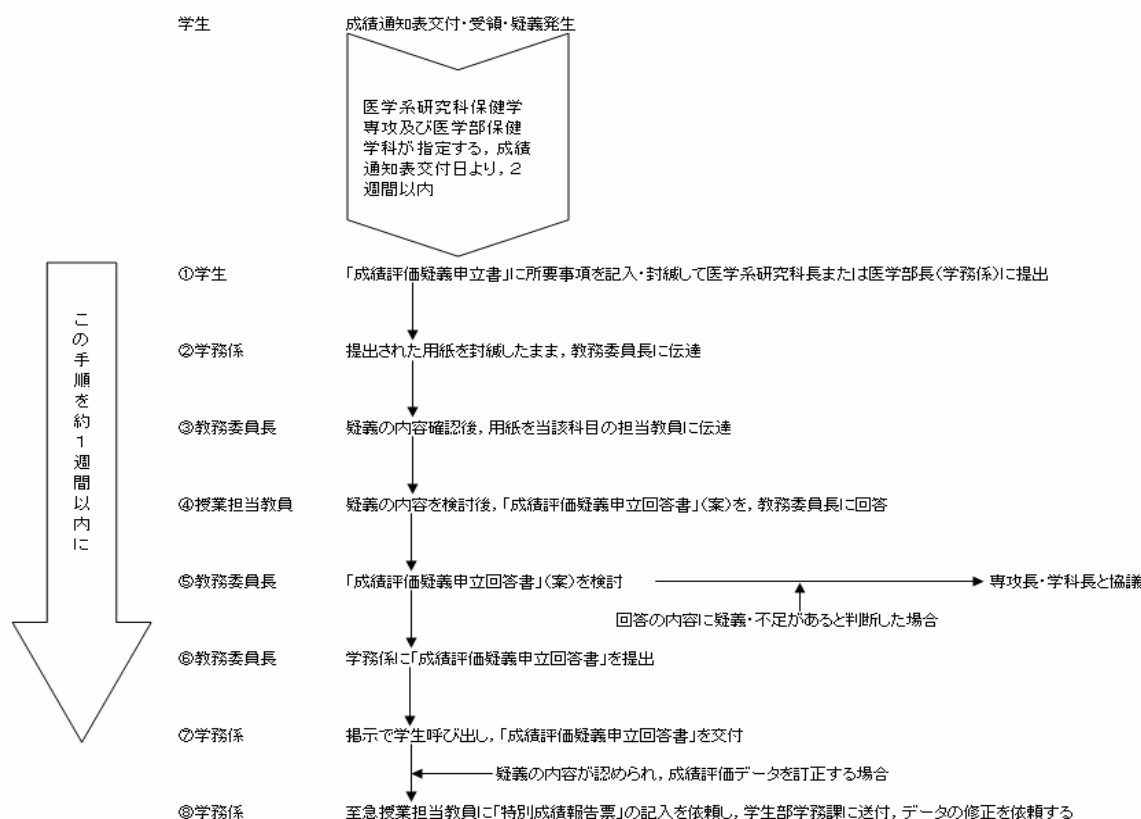 学生 成績通知表交付・受領・疑義発生
医学系研究科保健学
専攻及び医学部保健
学科が指定する，成績
通知表交付日より，２
週間以内
この手順を約１週間以内に
①学生 「成績評価疑義申立書」に所要事項を記入・封緘して医学系研究科長または医学部長（学務係）に提出
②学務係 提出された用紙を封緘したまま，教務委員長に伝達
③教務委員長 疑義の内容確認後，用紙を当該科目の担当教員に伝達
④授業担当教員 疑義の内容を検討後，「成績評価疑義申立回答書」（案）を，教務委員長に回答
⑤教務委員長 「成績評価疑義申立回答書」（案）を検討 専攻長・学科長と協議
回答の内容に疑義・不足があると判断した場合
⑥教務委員長 学務係に「成績評価疑義申立回答書」を提出
⑦学務係 掲示で学生呼び出し，「成績評価疑義申立回答書」を交付
疑義の内容が認められ，成績評価データを訂正する場合
⑧学務係 至急授業担当教員に「特別成績報告票」の記入を依頼し，学生部学務課に送付，データの修正を依頼する